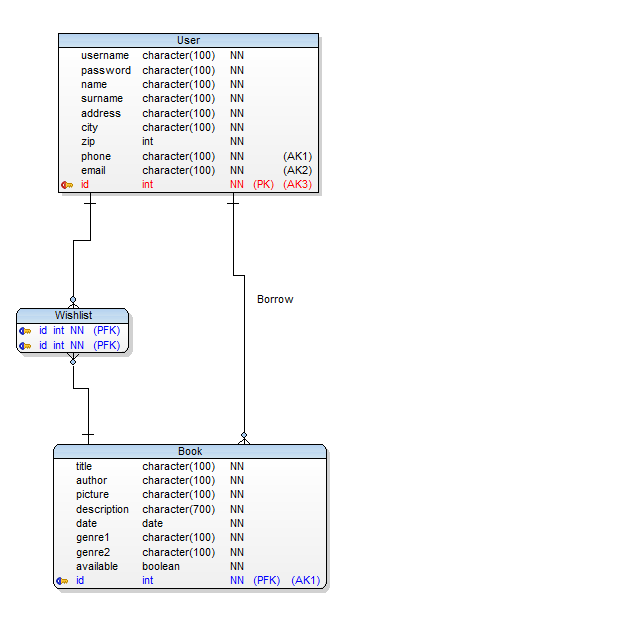 User
username character(100) NN
password character(100) NN
name character(100) NN
surname character(100) NN
address character(100) NN
city character(100) NN
zip int NN
phone character(100) NN (AK1)
email character(100) NN (AK2)
id int NN (PK) (AK3)
Borrow
Wishlist
id int NN (PFK)
id int NN (PFK)
Book
title character(100) NN
author character(100) NN
picture character(100) NN
description character(700) NN
date date NN
genre1 character(100) NN
genre2 character(100) NN
available boolean NN
id int NN (PFK) (AK1)